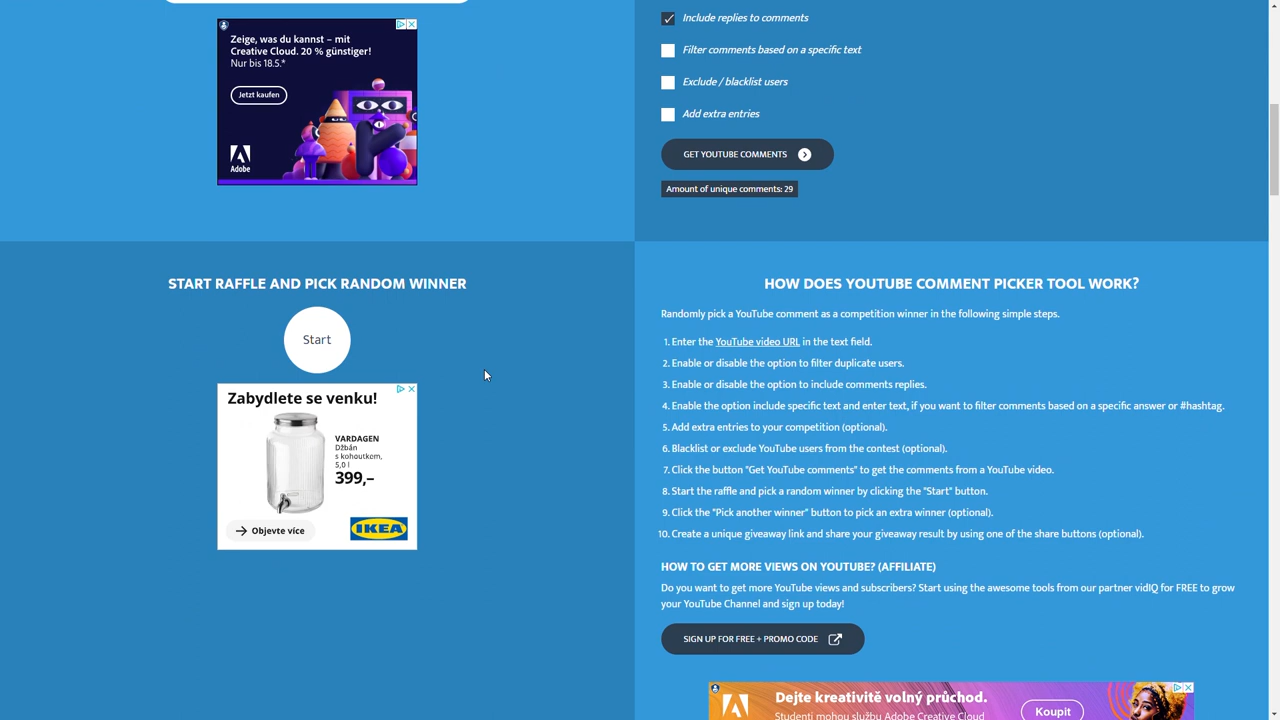 Zeige, was du kannst – mit
Creative Cloud. 20 % günstiger!
Nur bis 18.5.*
Jetzt kaufen
Adobe
Include replies to comments
Filter comments based on a specific text
Exclude / blacklist users
Add extra entries
GET YOUTUBE COMMENTS
Amount of unique comments: 29
START RAFFLE AND PICK RANDOM WINNER
Start
Zabydlete se venku!
VARDAGEN
Džbán
s kohoutkem,
5,0 l
399,–
Objevte více
IKEA
HOW DOES YOUTUBE COMMENT PICKER TOOL WORK?
Randomly pick a YouTube comment as a competition winner in the following simple steps.
1. Enter the YouTube video URL in the text field.
2. Enable or disable the option to filter duplicate users.
3. Enable or disable the option to include comments replies.
4. Enable the option include specific text and enter text, if you want to filter comments based on a specific answer or #hashtag.
5. Add extra entries to your competition (optional).
6. Blacklist or exclude YouTube users from the contest (optional).
7. Click the button "Get YouTube comments" to get the comments from a YouTube video.
8. Start the raffle and pick a random winner by clicking the "Start" button.
9. Click the "Pick another winner" button to pick an extra winner (optional).
10. Create a unique giveaway link and share your giveaway result by using one of the share buttons (optional).
HOW TO GET MORE VIEWS ON YOUTUBE? (AFFILIATE)
Do you want to get more YouTube views and subscribers? Start using the awesome tools from our partner vidIQ for FREE to grow
your YouTube Channel and sign up today!
SIGN UP FOR FREE + PROMO CODE
Dejte kreativitě volný průchod.
Studenti mohou službu Adobe Creative Cloud
Koupit